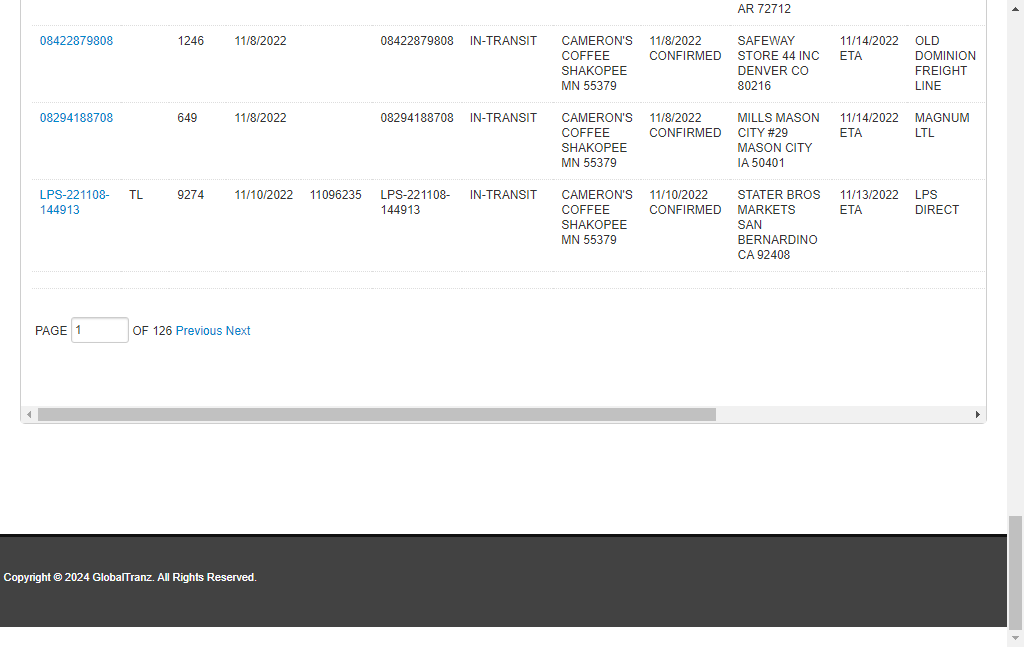 AR 72712
08422879808 1246 11/8/2022 08422879808 IN-TRANSIT CAMERON'S 11/8/2022 SAFEWAY 11/14/2022 OLD
COFFEE CONFIRMED STORE 44 INC ETA DOMINION
SHAKOPEE DENVER CO FREIGHT
MN 55379 80216 LINE
08294188708 649 11/8/2022 08294188708 IN-TRANSIT CAMERON'S 11/8/2022 MILLS MASON 11/14/2022 MAGNUM
COFFEE CONFIRMED CITY #29 ETA LTL
SHAKOPEE MASON CITY
MN 55379 IA 50401
LPS-221108- TL 9274 11/10/2022 11096235 LPS-221108- IN-TRANSIT CAMERON'S 11/10/2022 STATER BROS 11/13/2022 LPS
144913 144913 COFFEE CONFIRMED MARKETS ETA DIRECT
SHAKOPEE SAN
MN 55379 BERNARDINO
CA 92408
PAGE 1 OF 126 Previous Next
Copyright © 2024 GlobalTranz. All Rights Reserved.